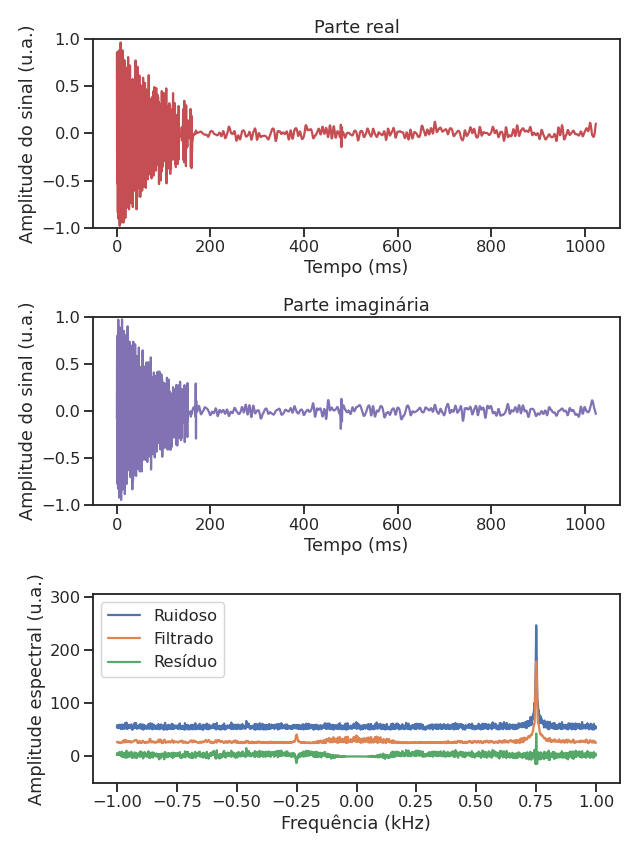 Parte real
Amplitude do sinal (u.a.)
1.0
0.5
0.0
−0.5
−1.0
0 200 400 600 800 1000
Tempo (ms)
Parte imaginária
Amplitude do sinal (u.a.)
1.0
0.5
0.0
−0.5
−1.0
0 200 400 600 800 1000
Tempo (ms)
Amplitude espectral (u.a.)
300
200
100
0
Ruidoso
Filtrado
Resíduo
−1.00 −0.75 −0.50 −0.25 0.00 0.25 0.50 0.75 1.00
Frequência (kHz)